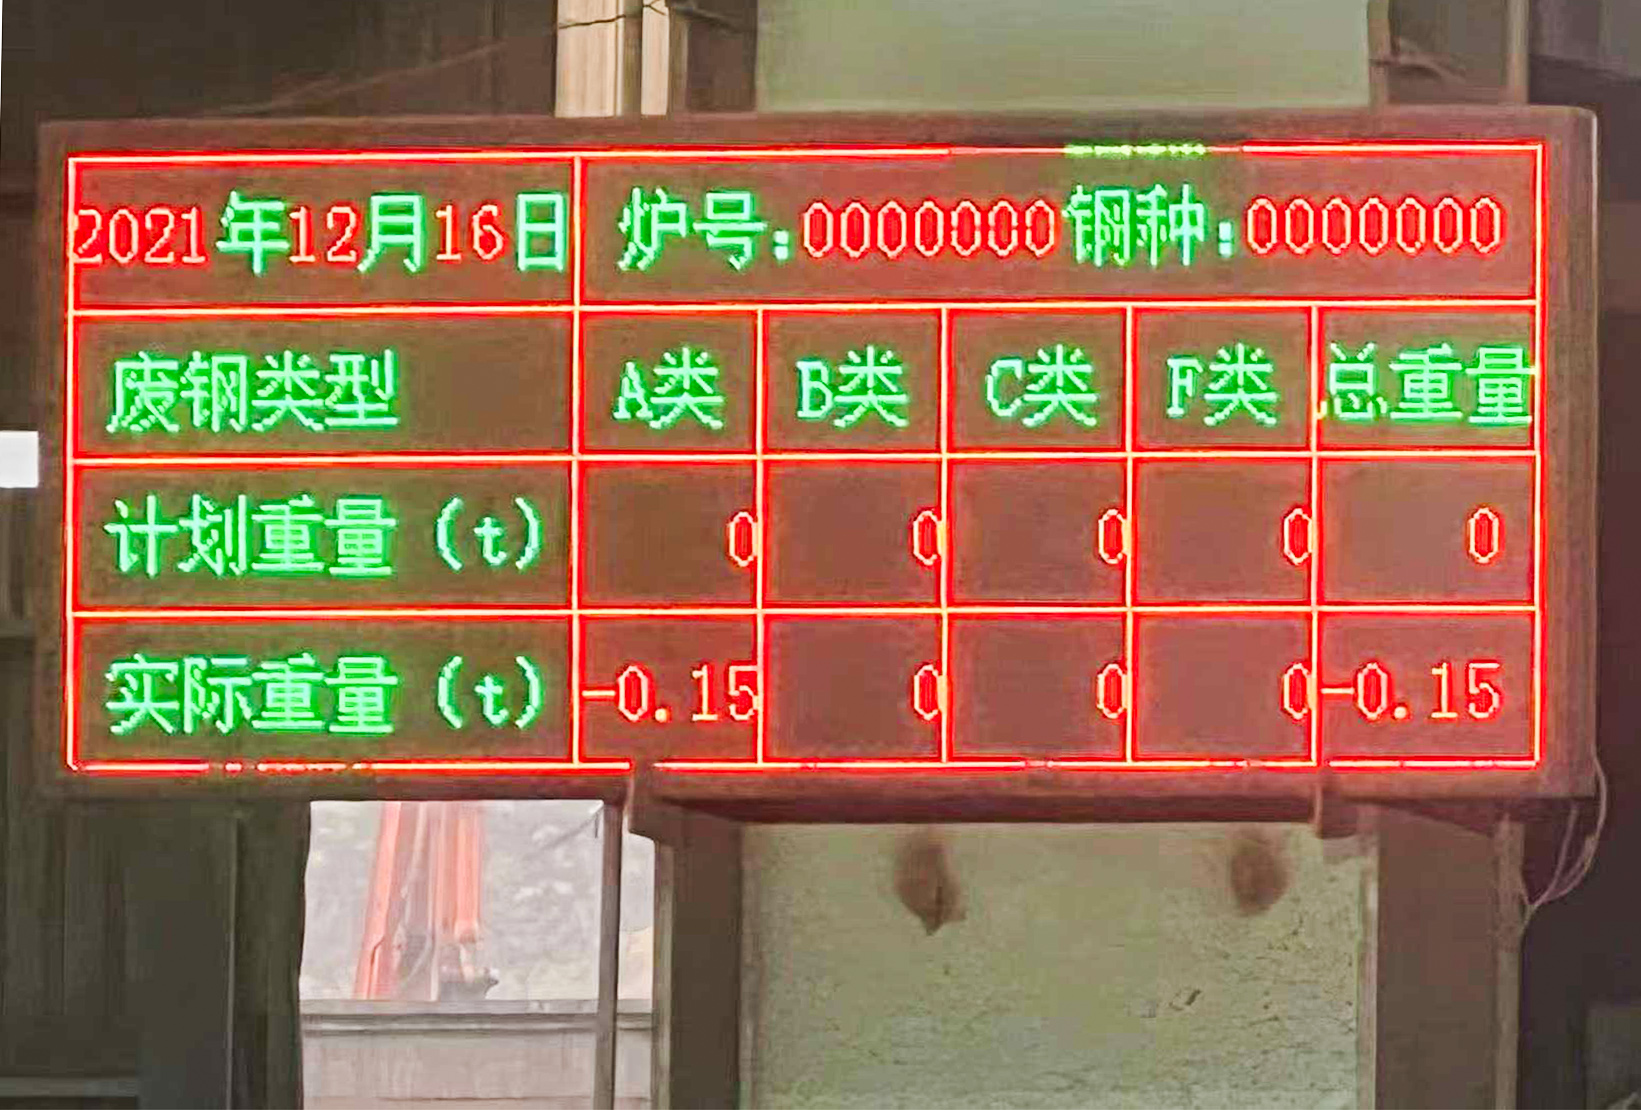 2021年12月16日 炉号:0000000钢种:0000000
废钢类型 A类 B类 C类 F类 总重量
计划重量(t) 0 0 0 0 0
实际重量(t) -0.15 0 0 0 -0.15